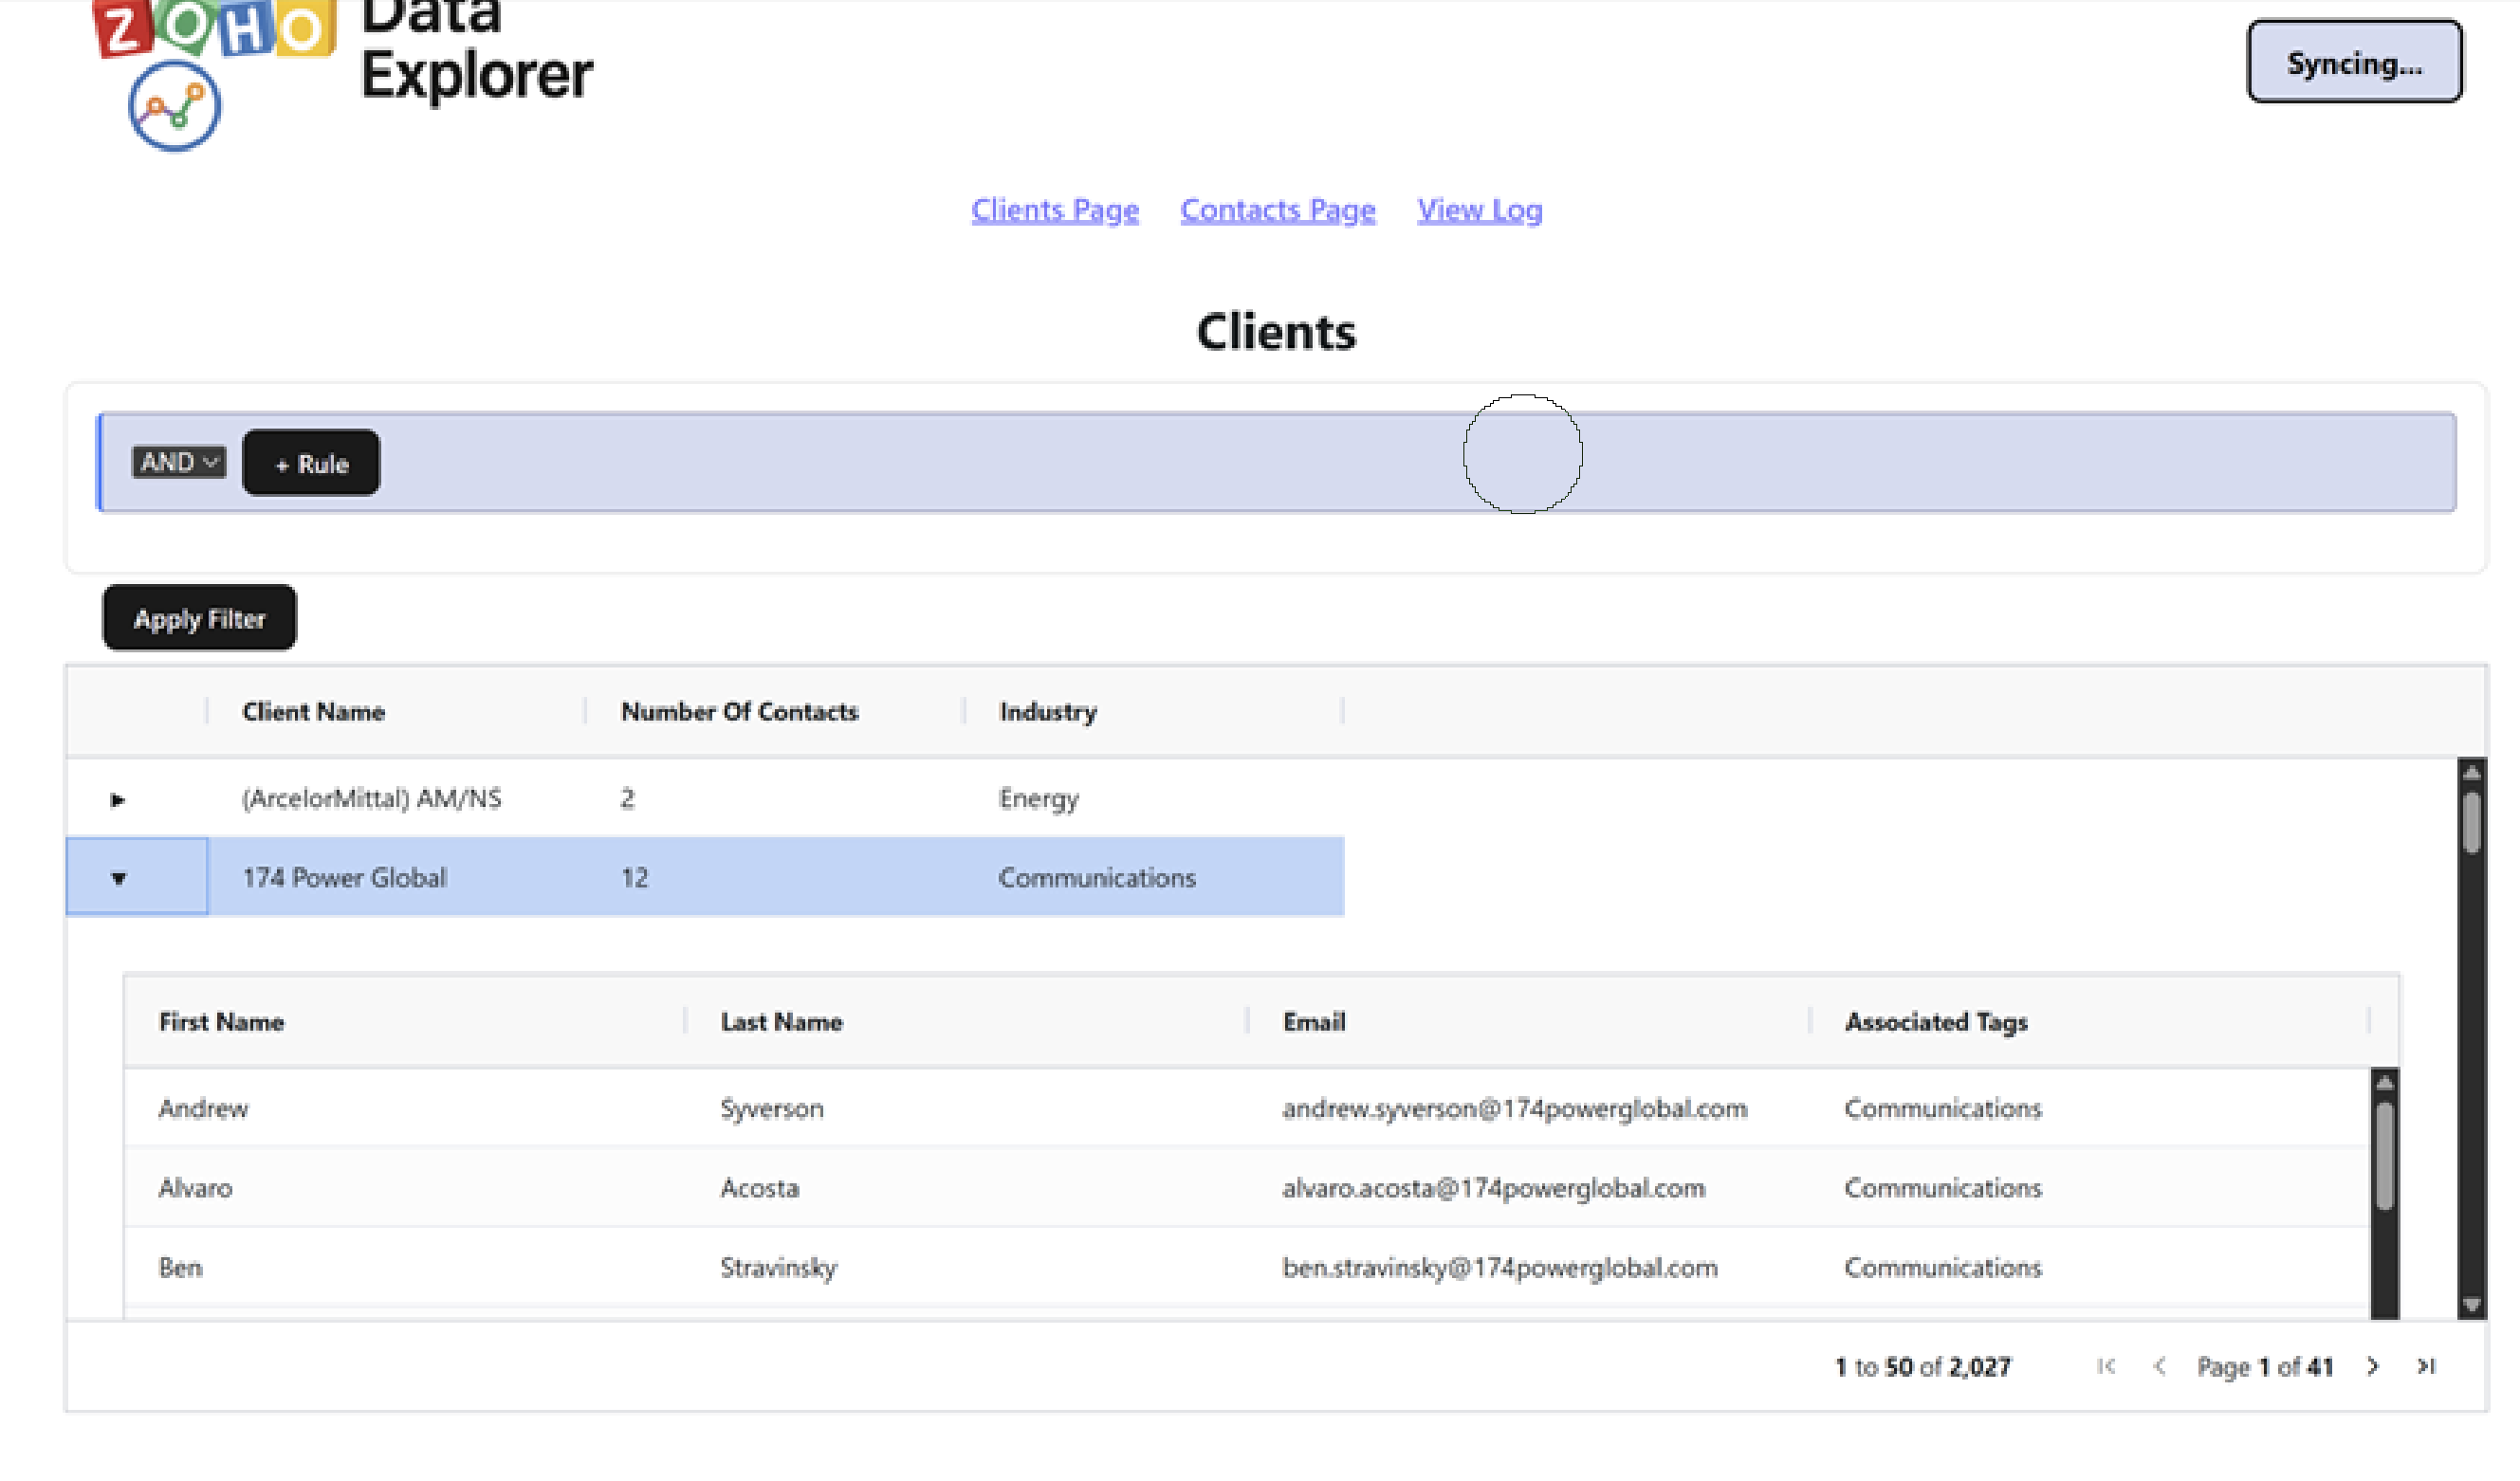 ZOHO Data
Explorer
Syncing...
Clients Page Contacts Page View Log
Clients
AND + Rule
Apply Filter
Client Name Number Of Contacts Industry
(ArcelorMittal) AM/NS 2 Energy
174 Power Global 12 Communications
First Name Last Name Email Associated Tags
Andrew Syverson andrew.syverson@174powerglobal.com Communications
Alvaro Acosta alvaro.acosta@174powerglobal.com Communications
Ben Stravinsky ben.stravinsky@174powerglobal.com Communications
1 to 50 of 2,027 Page 1 of 41